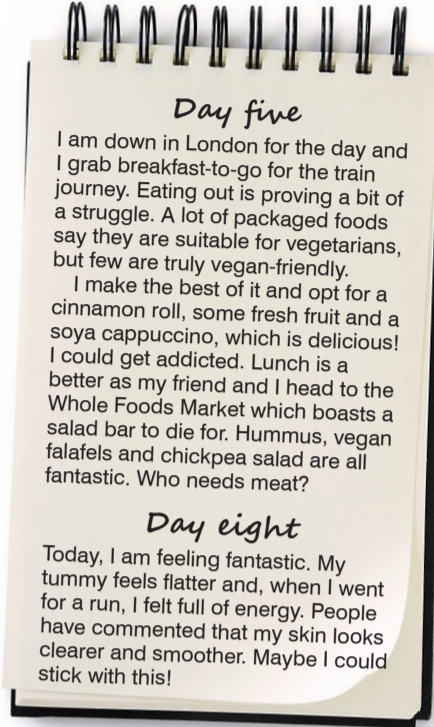 Day five
I am down in London for the day and
I grab breakfast-to-go for the train
journey. Eating out is proving a bit of
a struggle. A lot of packaged foods
say they are suitable for vegetarians,
but few are truly vegan-friendly.
I make the best of it and opt for a
cinnamon roll, some fresh fruit and a
soya cappuccino, which is delicious!
I could get addicted. Lunch is a
better as my friend and I head to the
Whole Foods Market which boasts a
salad bar to die for. Hummus, vegan
falafels and chickpea salad are all
fantastic. Who needs meat?
Day eight
Today, I am feeling fantastic. My
tummy feels flatter and, when I went
for a run, I felt full of energy. People
have commented that my skin looks
clearer and smoother. Maybe I could
stick with this!